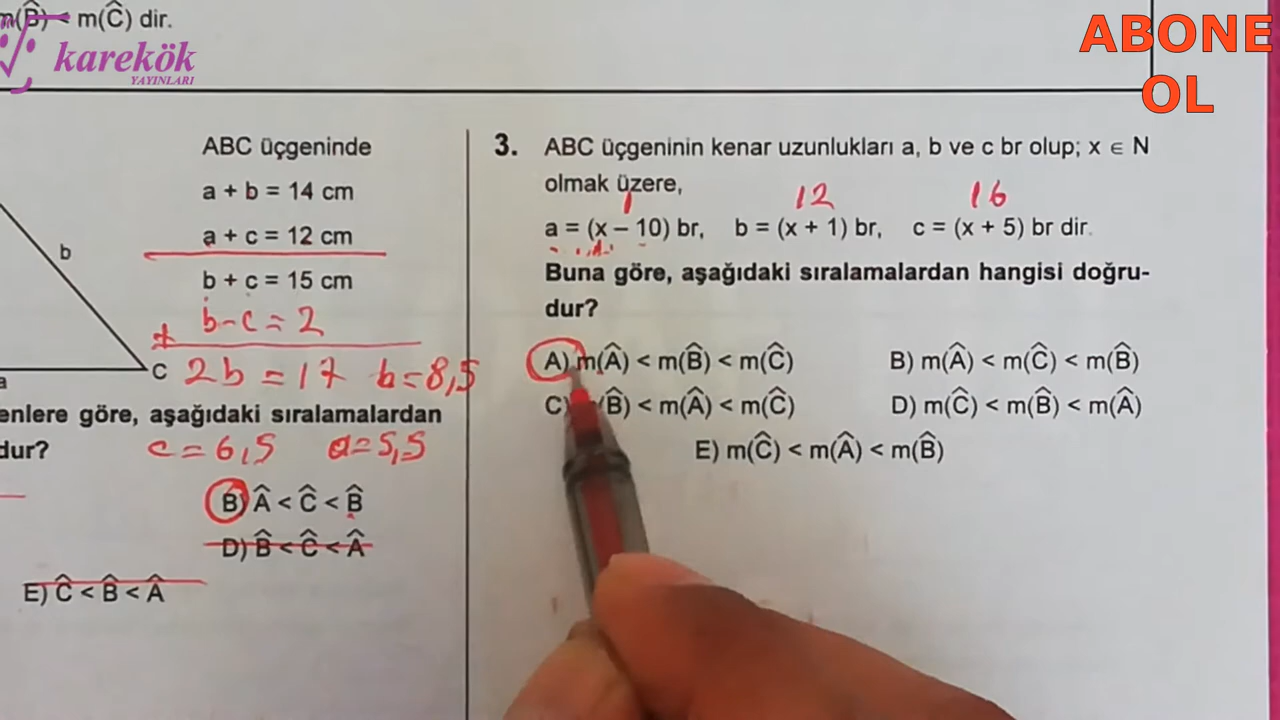 m(B̂) < m(Ĉ) dir.
karekök
YAYINLARI
ABONE
OL
ABC üçgeninde
a + b = 14 cm
a + c = 12 cm
b + c = 15 cm
b - c = 2
+
2b = 17 b = 8,5
b
C
a
enlere göre, aşağıdaki sıralamalardan
dur?
c = 6,5 a = 5,5
B) Â < Ĉ < B̂
D) B̂ < Ĉ < Â
E) Ĉ < B̂ < Â
3. ABC üçgeninin kenar uzunlukları a, b ve c br olup; x ∈ N
olmak üzere,
1 12 16
a = (x – 10) br, b = (x + 1) br, c = (x + 5) br dir.
Buna göre, aşağıdaki sıralamalardan hangisi doğru-
dur?
A) m(Â) < m(B̂) < m(Ĉ) B) m(Â) < m(Ĉ) < m(B̂)
C) (B̂) < m(Â) < m(Ĉ) D) m(Ĉ) < m(B̂) < m(Â)
E) m(Ĉ) < m(Â) < m(B̂)